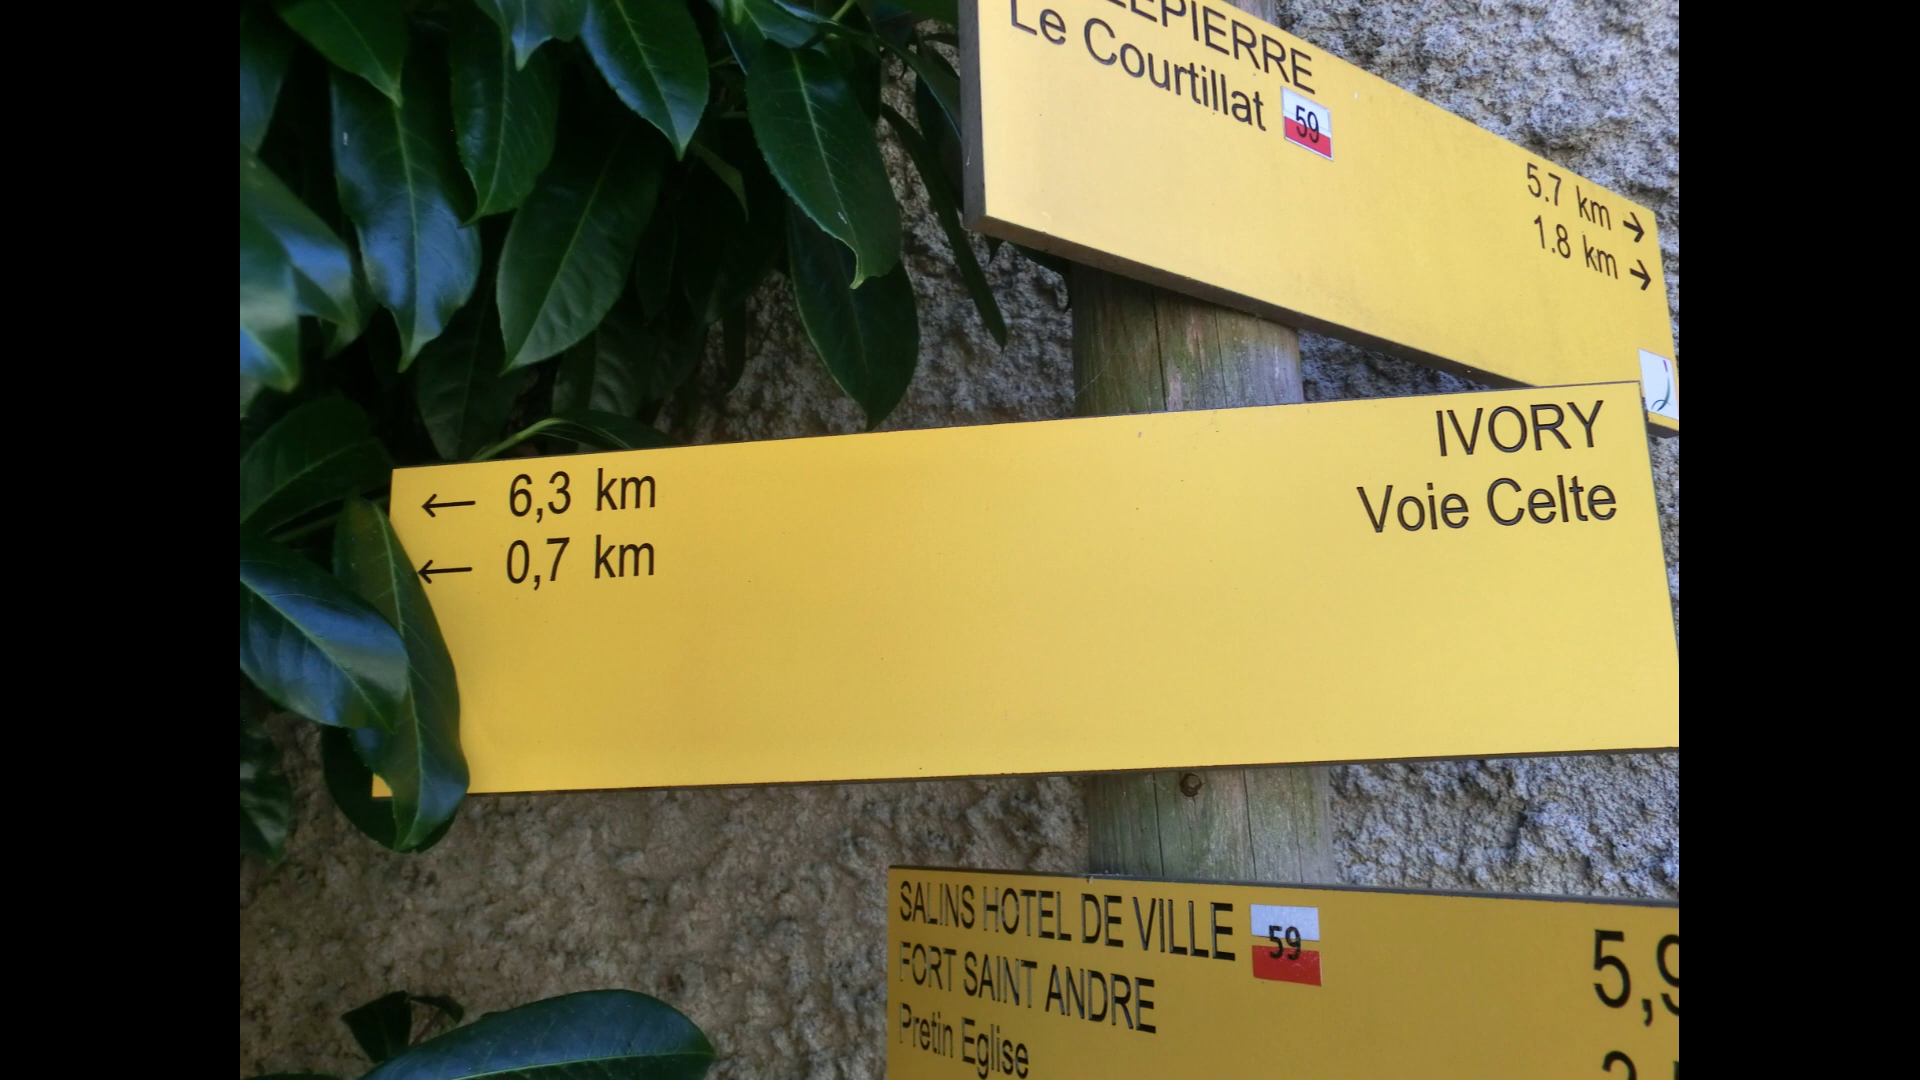 Le Courtillat 59
5.7 km →
1.8 km →
IVORY
← 6,3 km
Voie Celte
← 0,7 km
SALINS HOTEL DE VILLE 59
FORT SAINT ANDRE
Pretin Eglise